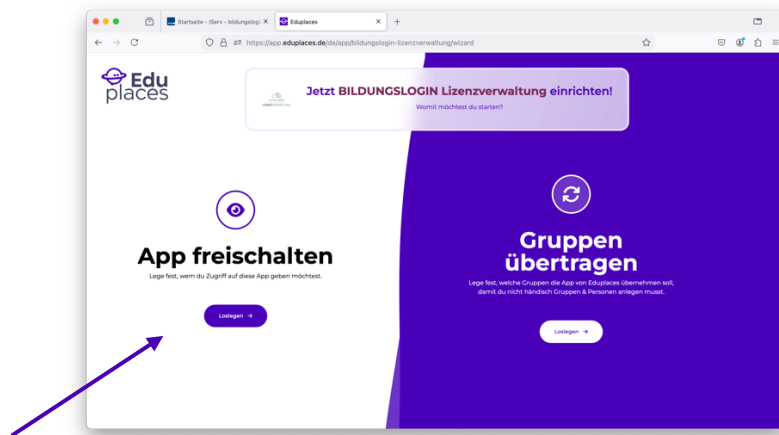 Startseite - IServ - bildungslogi
Eduplaces
https://app.eduplaces.de/de/app/bildungslogin-lizenzverwaltung/wizard
Edu
places
Jetzt BILDUNGSLOGIN Lizenzverwaltung einrichten!
Womit möchtest du starten?
App freischalten
Lege fest, wem du Zugriff auf diese App geben möchtest.
Loslegen →
Gruppen
übertragen
Lege fest, welche Gruppen die App von Eduplaces übernehmen soll,
damit du nicht händisch Gruppen & Personen anlegen musst.
Loslegen →